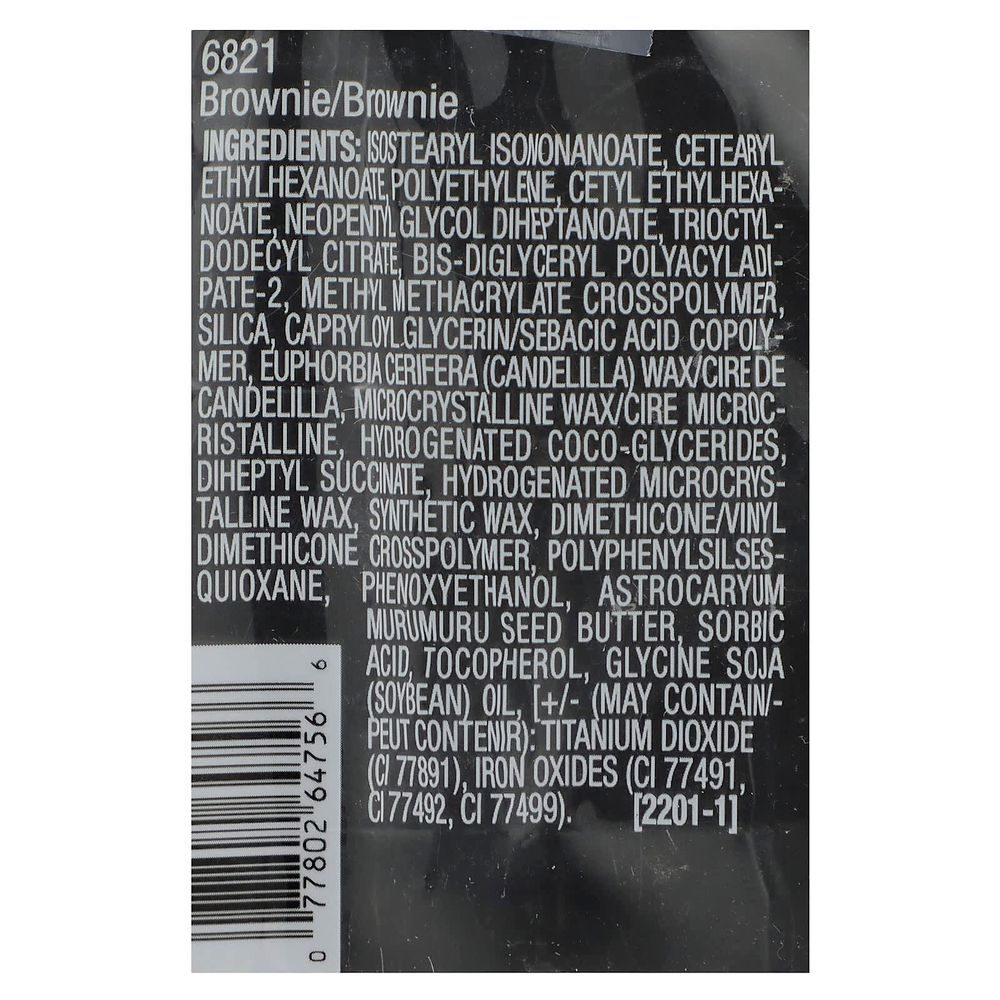 6821
Brownie/Brownie
INGREDIENTS: ISOSTEARYL ISONONANOATE, CETEARYL
ETHYLHEXANOATE, POLYETHYLENE, CETYL ETHYLHEXA-
NOATE, NEOPENTYL GLYCOL DIHEPTANOATE, TRIOCTYL-
DODECYL CITRATE, BIS-DIGLYCERYL POLYACYLADI-
PATE-2, METHYL METHACRYLATE CROSSPOLYMER,
SILICA, CAPRYLOYL GLYCERIN/SEBACIC ACID COPOLY-
MER, EUPHORBIA CERIFERA (CANDELILLA) WAX/CIRE DE
CANDELILLA, MICROCRYSTALLINE WAX/CIRE MICROC-
RISTALLINE, HYDROGENATED COCO-GLYCERIDES,
DIHEPTYL SUCCINATE, HYDROGENATED MICROCRYS-
TALLINE WAX, SYNTHETIC WAX, DIMETHICONE/VINYL
DIMETHICONE CROSSPOLYMER, POLYPHENYLSILSES-
QUIOXANE, PHENOXYETHANOL, ASTROCARYUM
MURUMURU SEED BUTTER, SORBIC
ACID, TOCOPHEROL, GLYCINE SOJA
(SOYBEAN) OIL, [+/- (MAY CONTAIN/-
PEUT CONTENIR): TITANIUM DIOXIDE
(CI 77891), IRON OXIDES (CI 77491,
CI 77492, CI 77499). [2201-1]
0 77802 64756 6